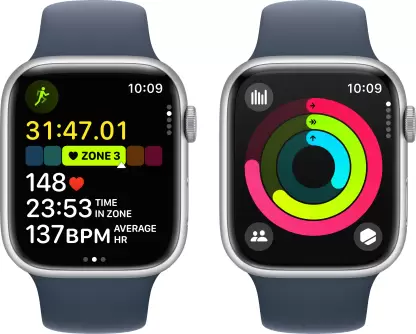 10:09
31:47.01
ZONE 3
148
23:53 TIME IN ZONE
137BPM AVERAGE HR
10:09